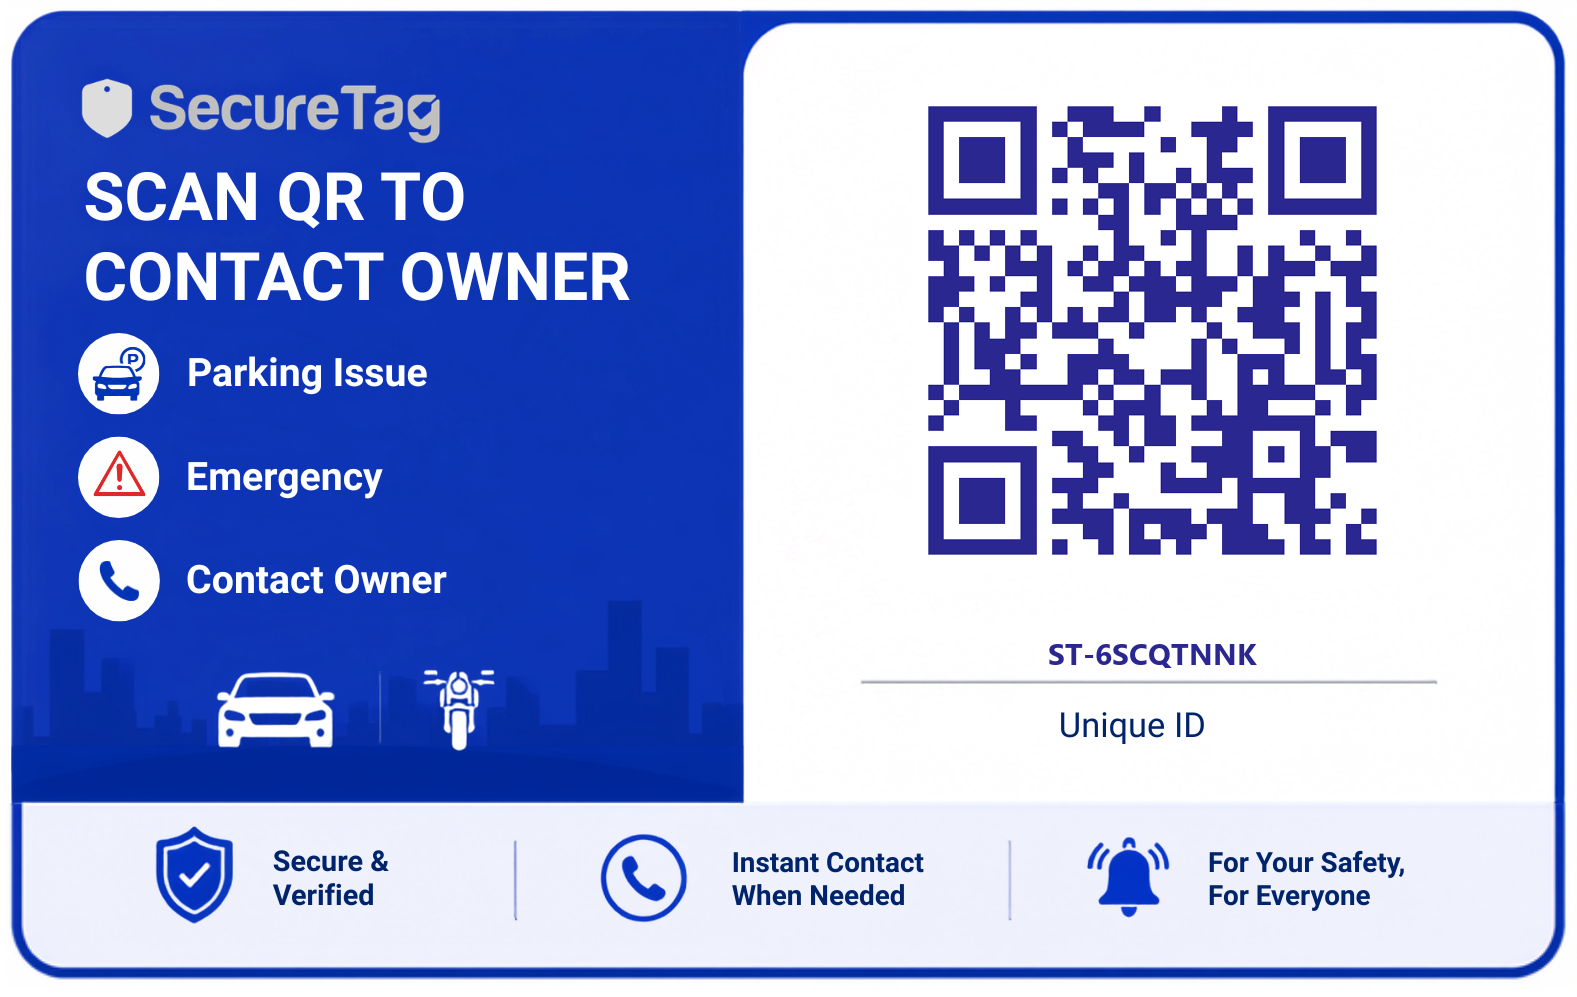 SecureTag
SCAN QR TO
CONTACT OWNER
P
Parking Issue
Emergency
Contact Owner
ST-6SCQTNNK
Unique ID
Secure &
Verified
Instant Contact
When Needed
For Your Safety,
For Everyone